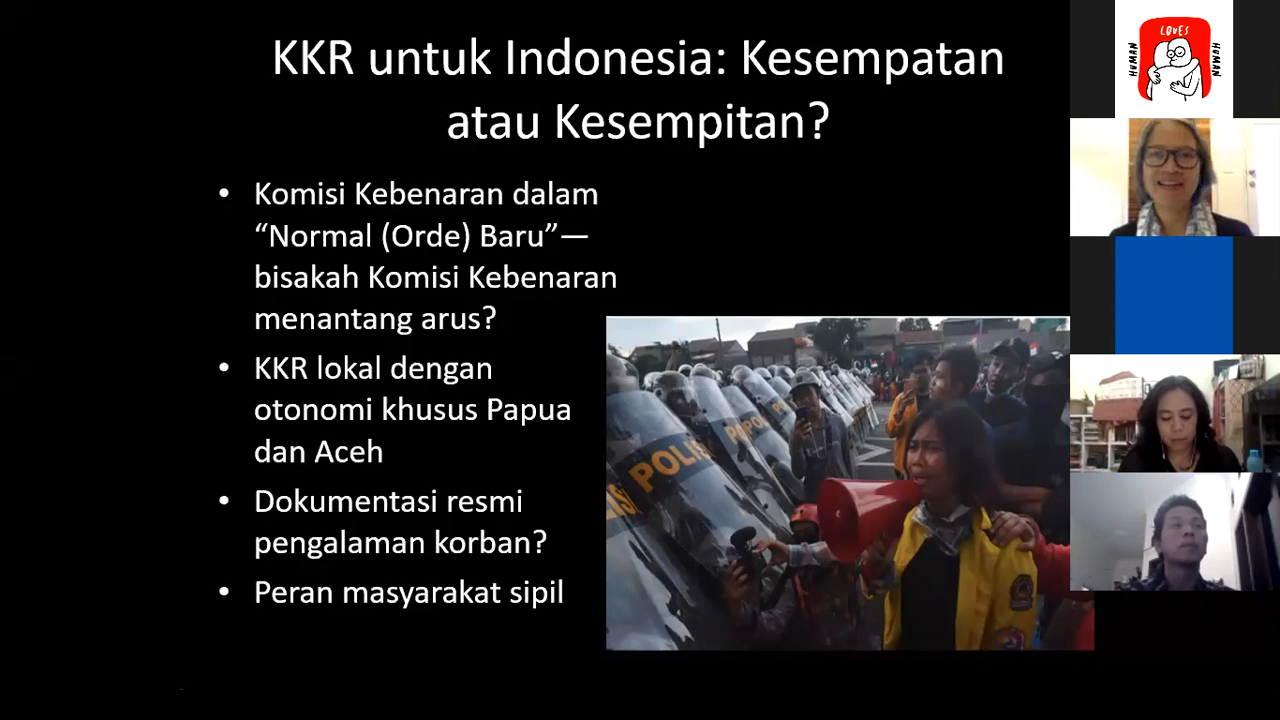 KKR untuk Indonesia: Kesempatan
atau Kesempitan?
• Komisi Kebenaran dalam
“Normal (Orde) Baru”—
bisakah Komisi Kebenaran
menantang arus?
• KKR lokal dengan
otonomi khusus Papua
dan Aceh
• Dokumentasi resmi
pengalaman korban?
• Peran masyarakat sipil
POLISI
HUMAN
LOVES
HUMAN